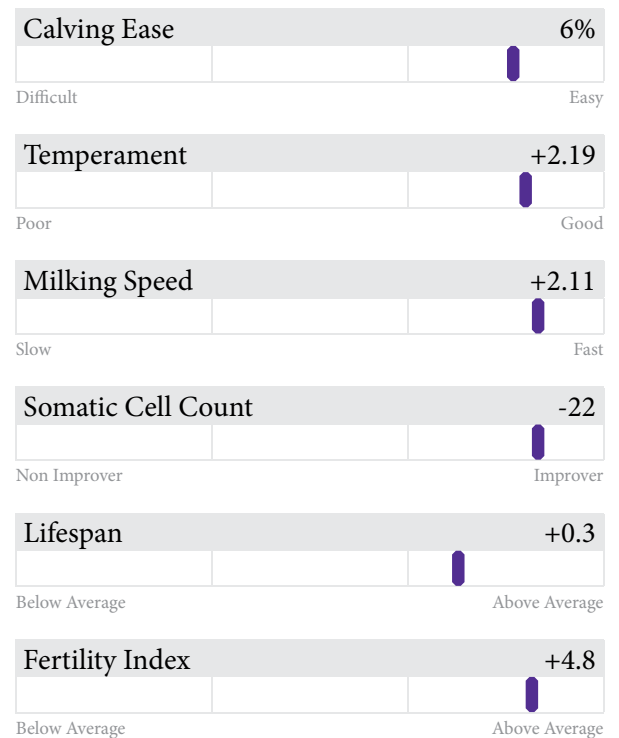 Calving Ease 6%
Difficult Easy
Temperament +2.19
Poor Good
Milking Speed +2.11
Slow Fast
Somatic Cell Count -22
Non Improver Improver
Lifespan +0.3
Below Average Above Average
Fertility Index +4.8
Below Average Above Average